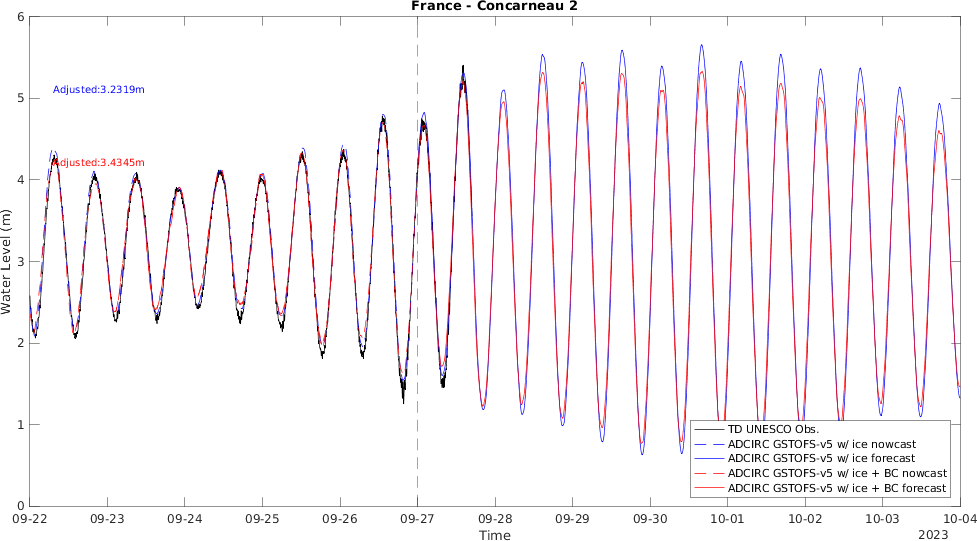 France - Concarneau 2
6
5
4
3
2
1
0
Water Level (m)
Adjusted:3.2319m
Adjusted:3.4345m
TD UNESCO Obs.
ADCIRC GSTOFS-v5 w/ ice nowcast
ADCIRC GSTOFS-v5 w/ ice forecast
ADCIRC GSTOFS-v5 w/ ice + BC nowcast
ADCIRC GSTOFS-v5 w/ ice + BC forecast
09-22 09-23 09-24 09-25 09-26 09-27 09-28 09-29 09-30 10-01 10-02 10-03 10-04
Time
2023